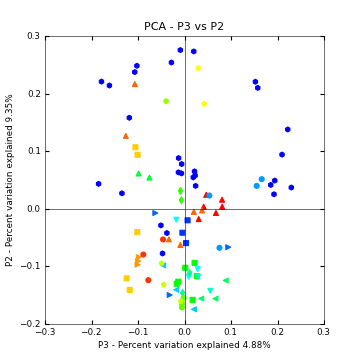 PCA - P3 vs P2
0.3
0.2
0.1
0.0
−0.1
−0.2
−0.3 −0.2 −0.1 0.0 0.1 0.2 0.3
P3 - Percent variation explained 4.88%
P2 - Percent variation explained 9.35%